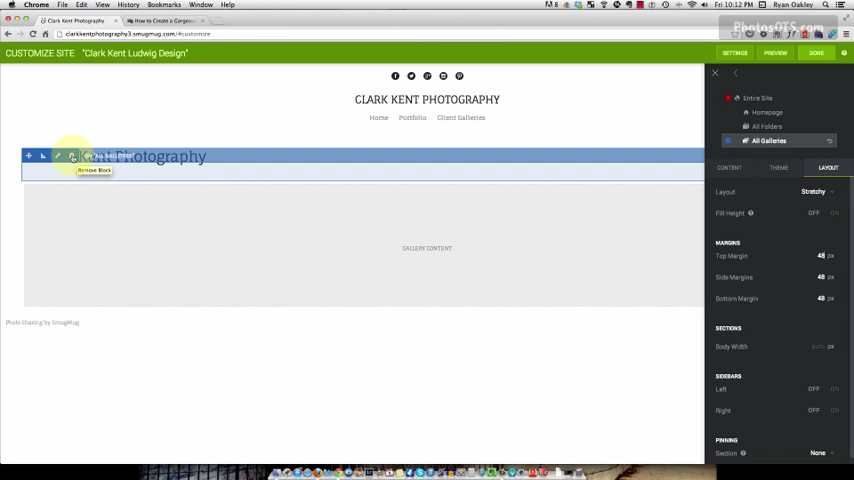 Chrome File Edit View History Bookmarks Window Help
Fri 10:12 PM Ryan Oakley
PhotosOTS.com
Clark Kent Photography
How to Create a Gorgeou
clarkkentphotography3.smugmug.com/#customize
CUSTOMIZE SITE "Clark Kent Ludwig Design"
SETTINGS PREVIEW DONE
CLARK KENT PHOTOGRAPHY
Home Portfolio Client Galleries
Kent Photography
Remove Block
GALLERY CONTENT
Photo Sharing by SmugMug
Entire Site
Homepage
All Folders
All Galleries
CONTENT THEME LAYOUT
Layout Stretchy
Fill Height OFF ON
MARGINS
Top Margin 48 px
Side Margins 48 px
Bottom Margin 48 px
SECTIONS
Body Width auto px
SIDEBARS
Left OFF ON
Right OFF ON
PINNING
Section None